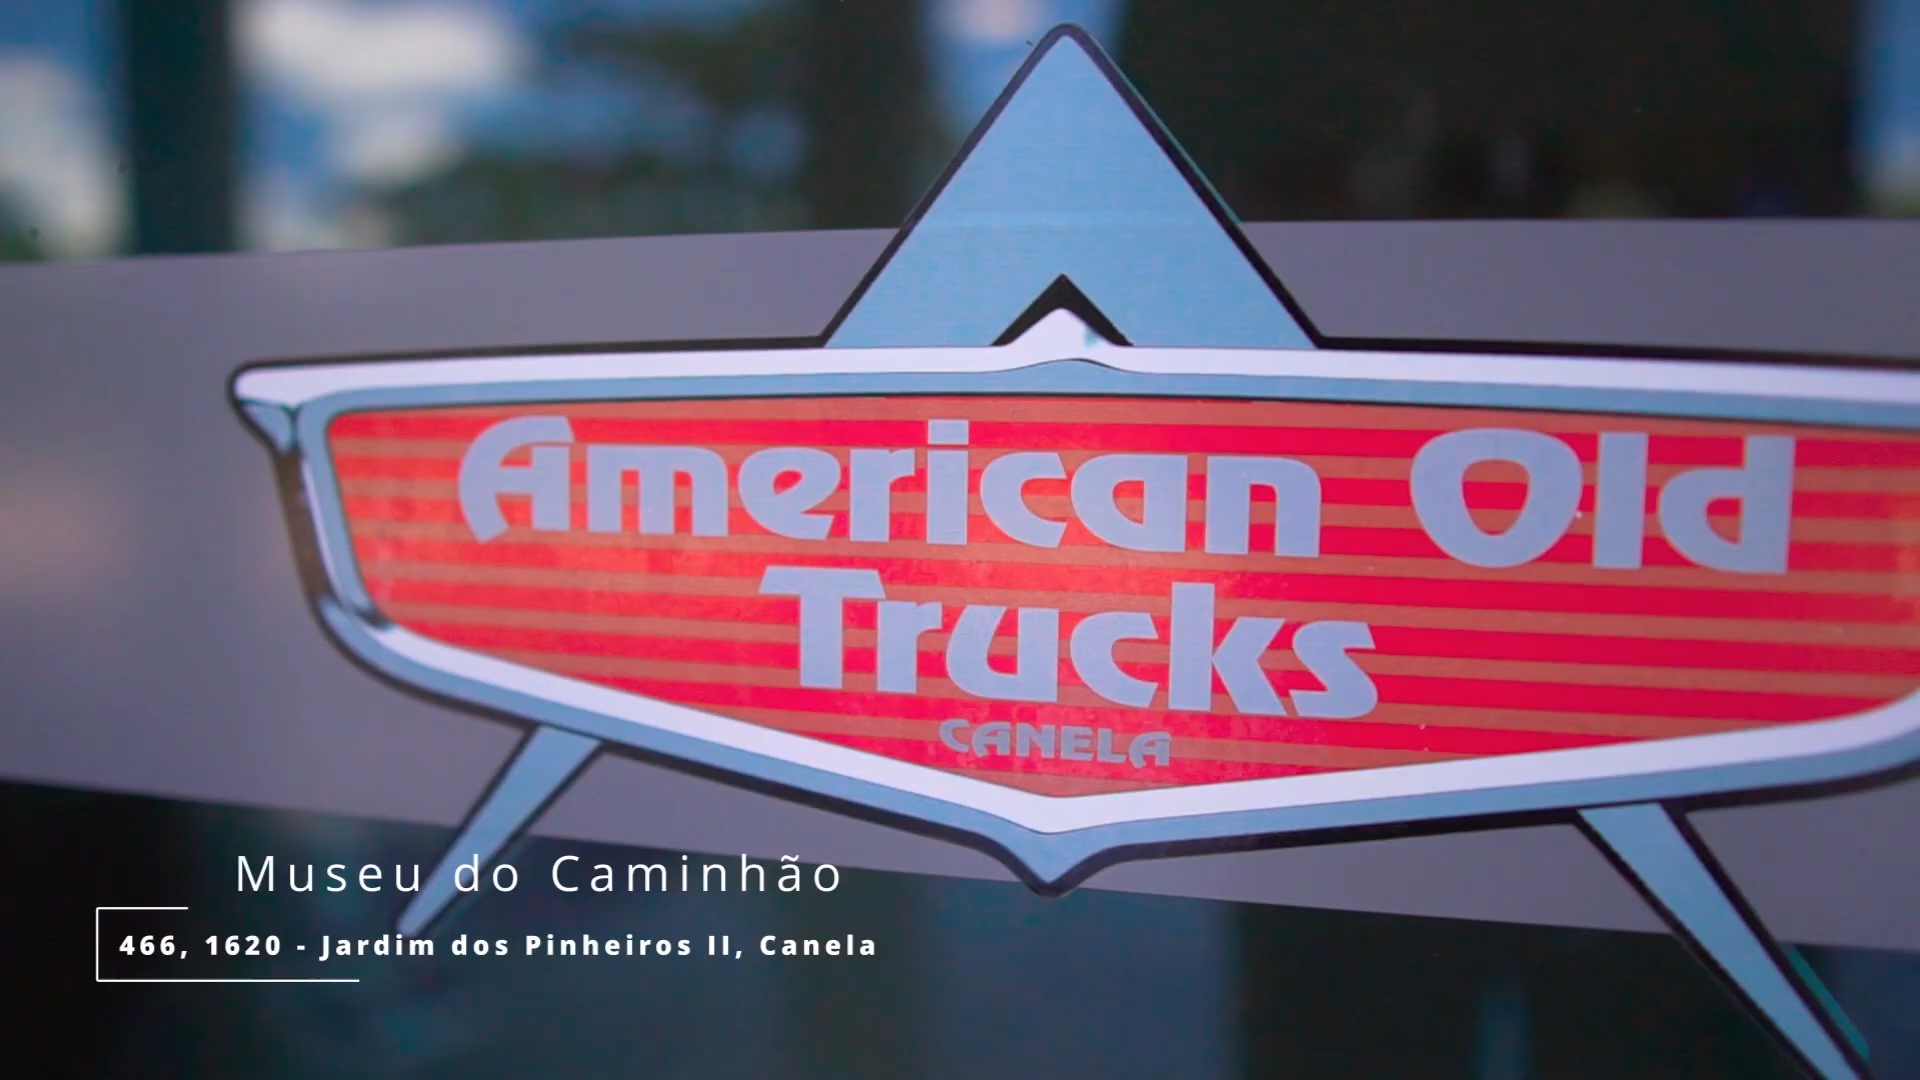 American Old
Trucks
CANELA
Museu do Caminhão
466, 1620 - Jardim dos Pinheiros II, Canela